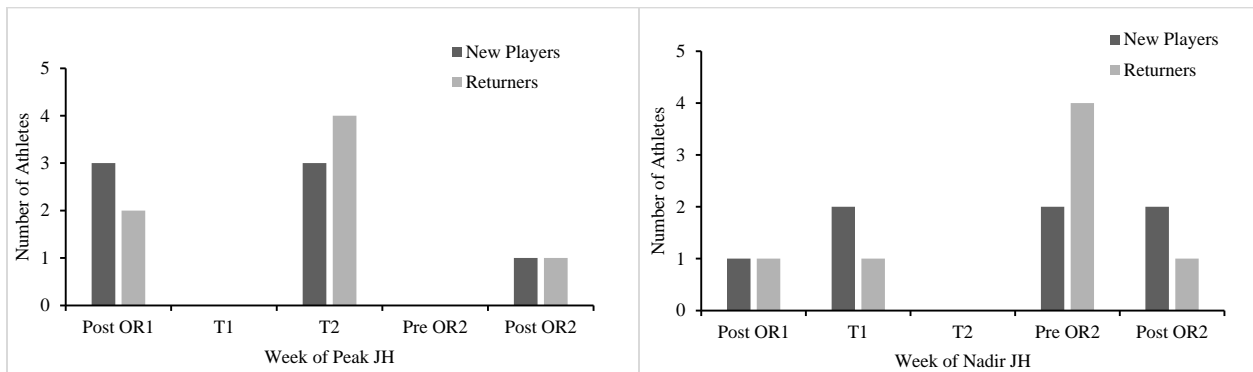 New Players
Returners
5
4
3
2
1
0
Number of Athletes
Post OR1 T1 T2 Pre OR2 Post OR2
Week of Peak JH
New Players
Returners
5
4
3
2
1
0
Number of Athletes
Post OR1 T1 T2 Pre OR2 Post OR2
Week of Nadir JH